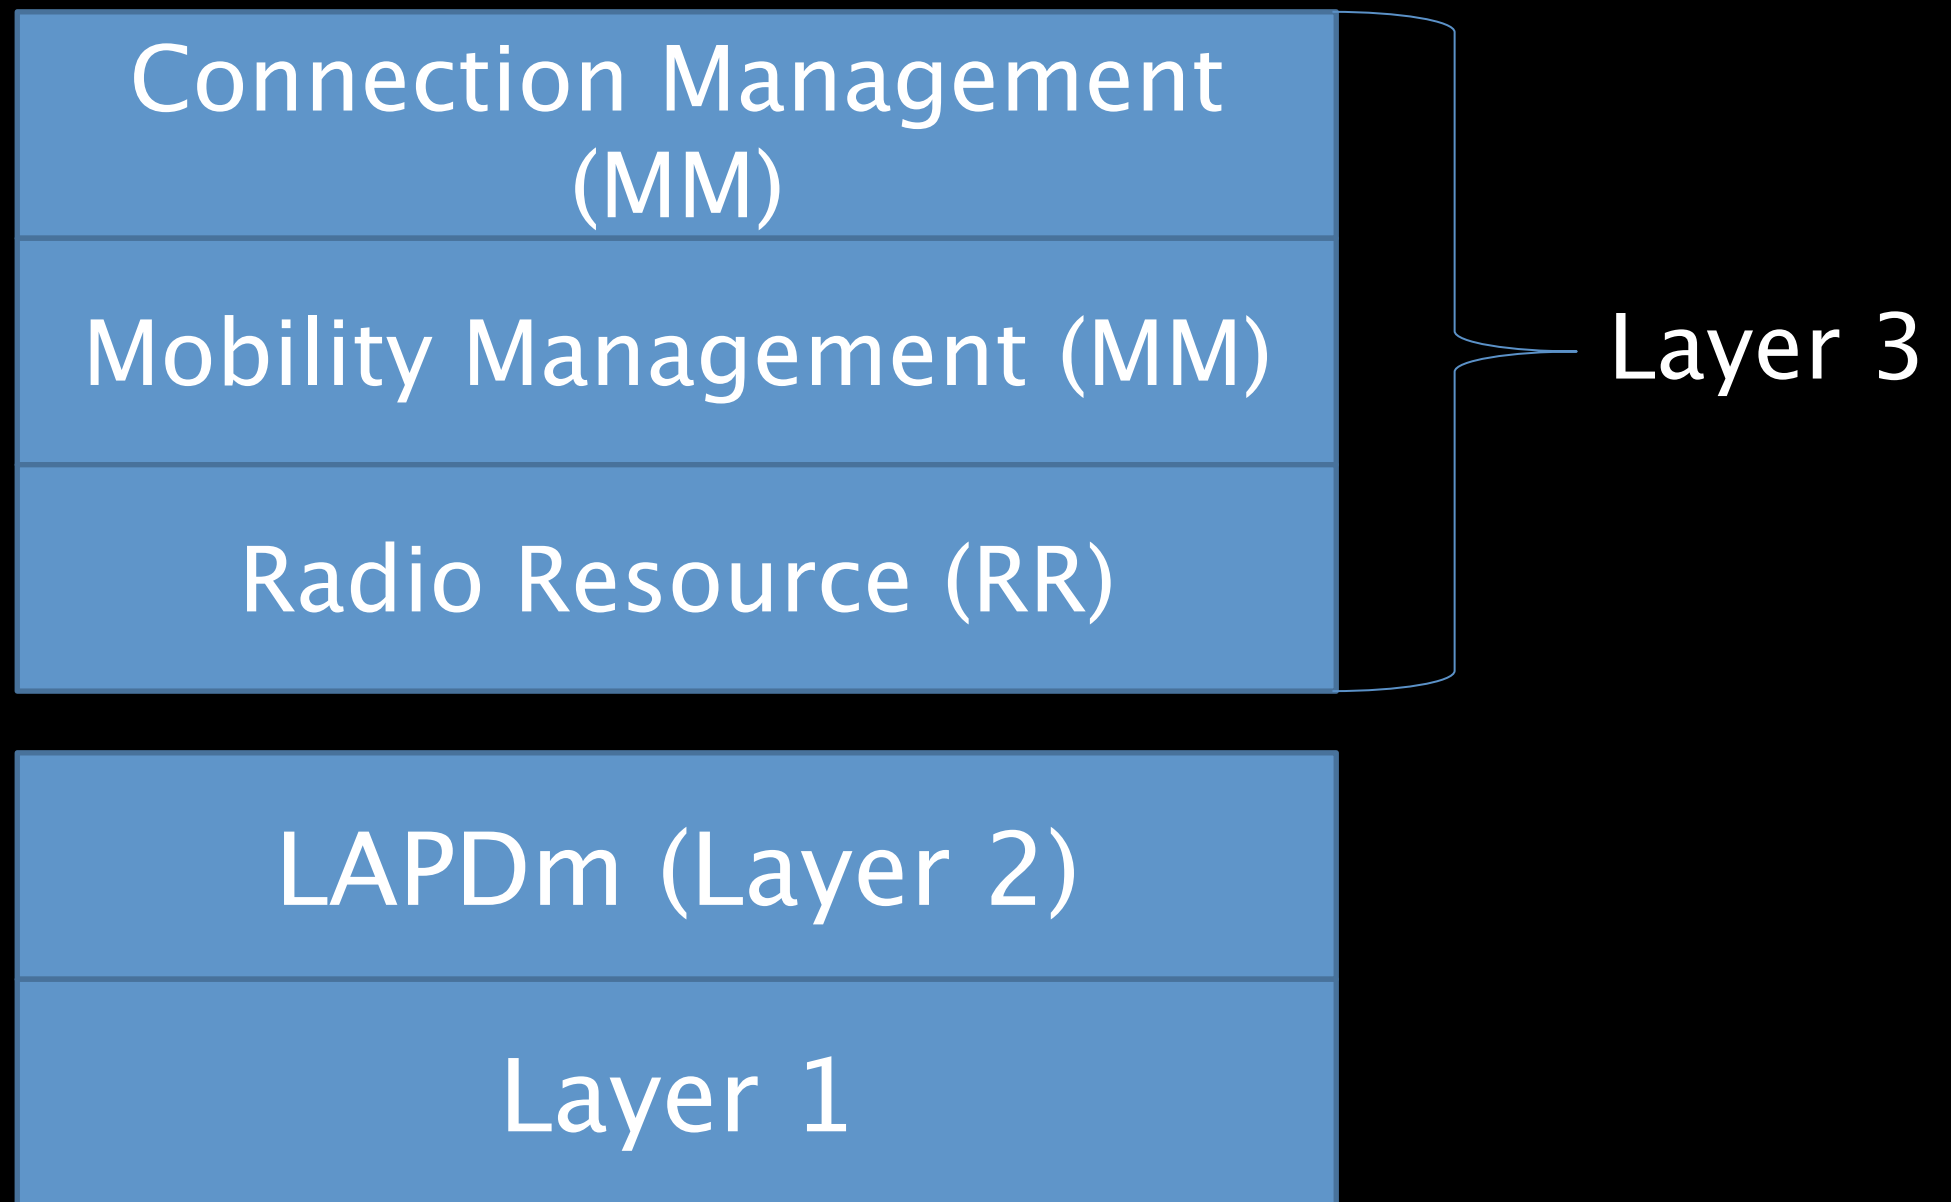 Connection Management
(MM)
Mobility Management (MM)
Layer 3
Radio Resource (RR)
LAPDm (Layer 2)
Layer 1